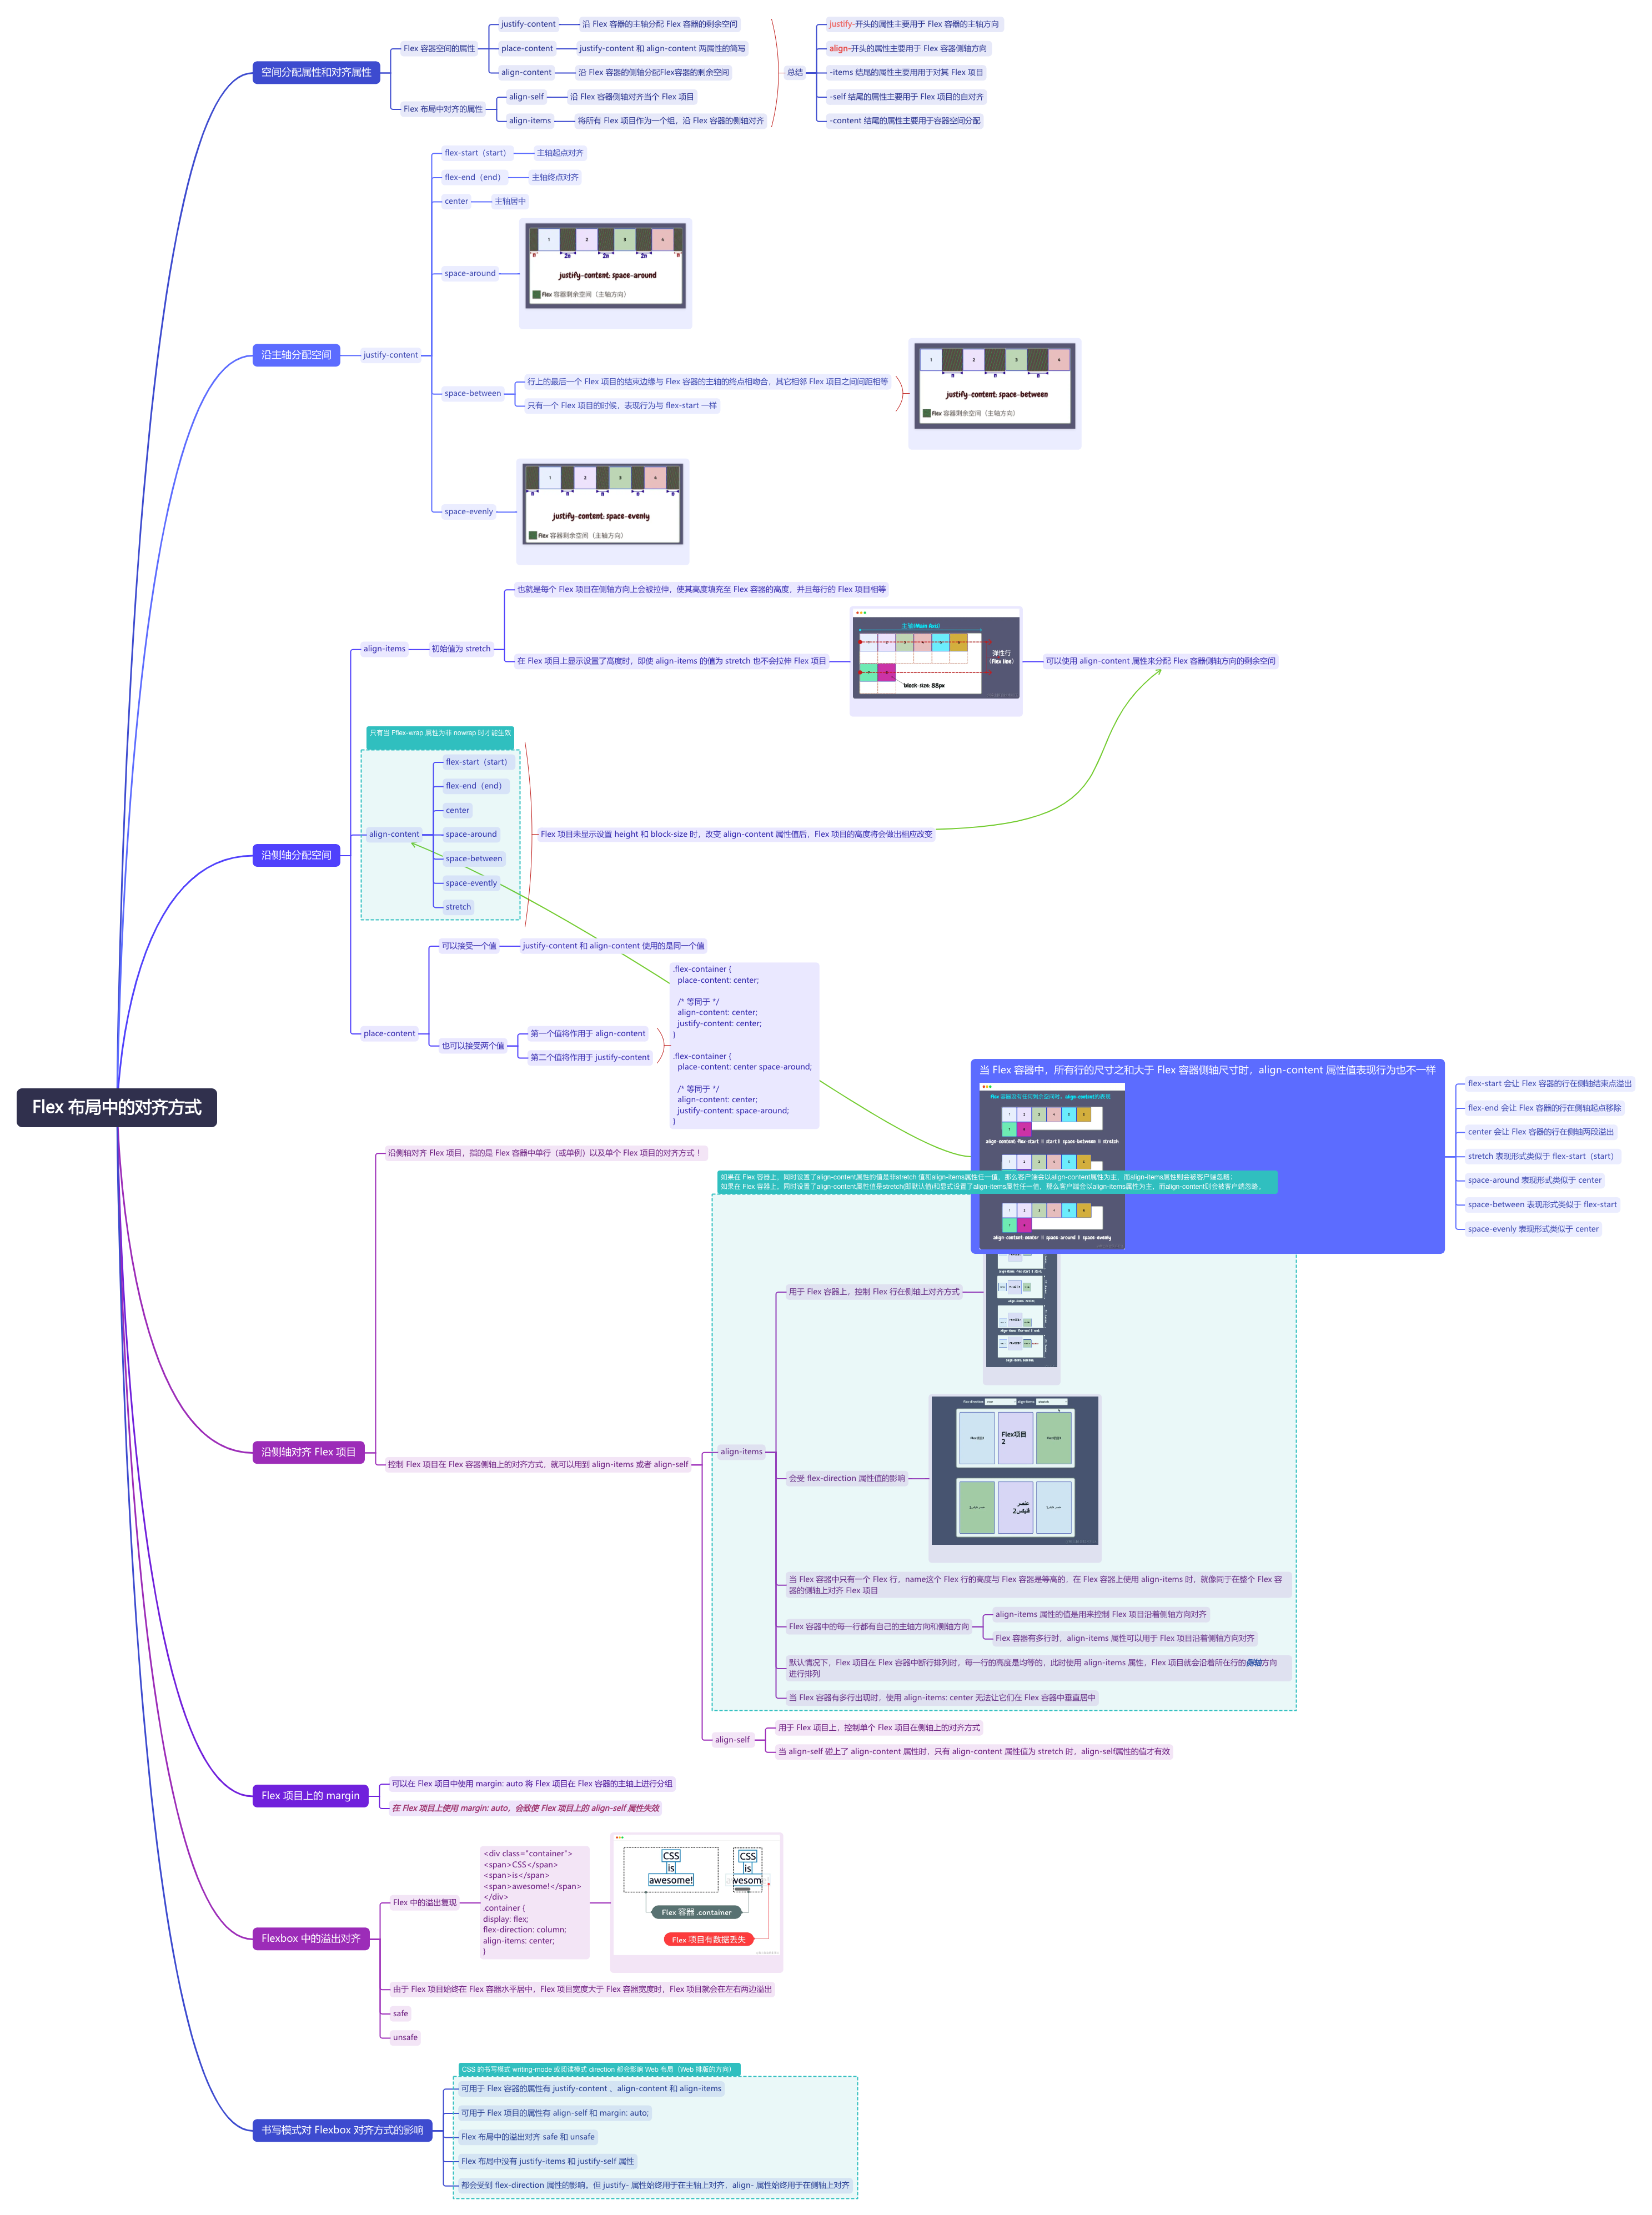 Flex 布局中的对齐方式
空间分配属性和对齐属性
Flex 容器空间的属性
justify-content
沿 Flex 容器的主轴分配 Flex 容器的剩余空间
place-content
justify-content 和 align-content 两属性的简写
align-content
沿 Flex 容器的侧轴分配Flex容器的剩余空间
Flex 布局中对齐的属性
align-self
沿 Flex 容器侧轴对齐当个 Flex 项目
align-items
将所有 Flex 项目作为一个组，沿 Flex 容器的侧轴对齐
总结
justify-开头的属性主要用于 Flex 容器的主轴方向
align-开头的属性主要用于 Flex 容器侧轴方向
-items 结尾的属性主要用用于对其 Flex 项目
-self 结尾的属性主要用于 Flex 项目的自对齐
-content 结尾的属性主要用于容器空间分配
沿主轴分配空间
justify-content
flex-start（start）
主轴起点对齐
flex-end（end）
主轴终点对齐
center
主轴居中
space-around
1 2 3 4
n 2n 2n 2n n
justify-content: space-around
Flex 容器剩余空间（主轴方向）
space-between
行上的最后一个 Flex 项目的结束边缘与 Flex 容器的主轴的终点相吻合，其它相邻 Flex 项目之间间距相等
只有一个 Flex 项目的时候，表现行为与 flex-start 一样
1 2 3 4
n n n
justify-content: space-between
Flex 容器剩余空间（主轴方向）
space-evenly
1 2 3 4
n n n n n
justify-content: space-evenly
Flex 容器剩余空间（主轴方向）
沿侧轴分配空间
align-items
初始值为 stretch
也就是每个 Flex 项目在侧轴方向上会被拉伸，使其高度填充至 Flex 容器的高度，并且每行的 Flex 项目相等
在 Flex 项目上显示设置了高度时，即使 align-items 的值为 stretch 也不会拉伸 Flex 项目
主轴(Main Axis)
弹性行
（Flex line）
block-size: 88px
可以使用 align-content 属性来分配 Flex 容器侧轴方向的剩余空间
只有当 Fflex-wrap 属性为非 nowrap 时才能生效
align-content
flex-start（start）
flex-end（end）
center
space-around
space-between
space-evently
stretch
Flex 项目未显示设置 height 和 block-size 时，改变 align-content 属性值后，Flex 项目的高度将会做出相应改变
place-content
可以接受一个值
justify-content 和 align-content 使用的是同一个值
也可以接受两个值
第一个值将作用于 align-content
第二个值将作用于 justify-content
.flex-container {
place-content: center;
/* 等同于 */
align-content: center;
justify-content: center;
}
.flex-container {
place-content: center space-around;
/* 等同于 */
align-content: center;
justify-content: space-around;
}
当 Flex 容器中，所有行的尺寸之和大于 Flex 容器侧轴尺寸时，align-content 属性值表现行为也不一样
Flex 容器没有任何剩余空间时，align-content的表现
align-content: flex-start || start || space-between || stretch
align-content: center || space-around || space-evenly
flex-start 会让 Flex 容器的行在侧轴结束点溢出
flex-end 会让 Flex 容器的行在侧轴起点移除
center 会让 Flex 容器的行在侧轴两段溢出
stretch 表现形式类似于 flex-start（start）
space-around 表现形式类似于 center
space-between 表现形式类似于 flex-start
space-evenly 表现形式类似于 center
沿侧轴对齐 Flex 项目
沿侧轴对齐 Flex 项目，指的是 Flex 容器中单行（或单例）以及单个 Flex 项目的对齐方式！
控制 Flex 项目在 Flex 容器侧轴上的对齐方式，就可以用到 align-items 或者 align-self
如果在 Flex 容器上，同时设置了align-content属性的值是非stretch 值和align-items属性任一值，那么客户端会以align-content属性为主，而align-items属性则会被客户端忽略；
如果在 Flex 容器上，同时设置了align-content属性值是stretch(即默认值)和显式设置了align-items属性任一值，那么客户端会以align-items属性为主，而align-content则会被客户端忽略。
align-items
用于 Flex 容器上，控制 Flex 行在侧轴上对齐方式
会受 flex-direction 属性值的影响
Flex项目
2
عنصر
فليكس2
当 Flex 容器中只有一个 Flex 行，name这个 Flex 行的高度与 Flex 容器是等高的，在 Flex 容器上使用 align-items 时，就像同于在整个 Flex 容
器的侧轴上对齐 Flex 项目
Flex 容器中的每一行都有自己的主轴方向和侧轴方向
align-items 属性的值是用来控制 Flex 项目沿着侧轴方向对齐
Flex 容器有多行时，align-items 属性可以用于 Flex 项目沿着侧轴方向对齐
默认情况下，Flex 项目在 Flex 容器中断行排列时，每一行的高度是均等的，此时使用 align-items 属性，Flex 项目就会沿着所在行的侧轴方向
进行排列
当 Flex 容器有多行出现时，使用 align-items: center 无法让它们在 Flex 容器中垂直居中
align-self
用于 Flex 项目上，控制单个 Flex 项目在侧轴上的对齐方式
当 align-self 碰上了 align-content 属性时，只有 align-content 属性值为 stretch 时，align-self属性的值才有效
Flex 项目上的 margin
可以在 Flex 项目中使用 margin: auto 将 Flex 项目在 Flex 容器的主轴上进行分组
在 Flex 项目上使用 margin: auto，会致使 Flex 项目上的 align-self 属性失效
Flexbox 中的溢出对齐
Flex 中的溢出复现
<div class="container">
<span>CSS</span>
<span>is</span>
<span>awesome!</span>
</div>
.container {
display: flex;
flex-direction: column;
align-items: center;
}
CSS
is
awesome!
CSS
is
wesom
Flex 容器 .container
Flex 项目有数据丢失
由于 Flex 项目始终在 Flex 容器水平居中，Flex 项目宽度大于 Flex 容器宽度时，Flex 项目就会在左右两边溢出
safe
unsafe
书写模式对 Flexbox 对齐方式的影响
CSS 的书写模式 writing-mode 或阅读模式 direction 都会影响 Web 布局（Web 排版的方向）
可用于 Flex 容器的属性有 justify-content 、align-content 和 align-items
可用于 Flex 项目的属性有 align-self 和 margin: auto;
Flex 布局中的溢出对齐 safe 和 unsafe
Flex 布局中没有 justify-items 和 justify-self 属性
都会受到 flex-direction 属性的影响。但 justify- 属性始终用于在主轴上对齐，align- 属性始终用于在侧轴上对齐